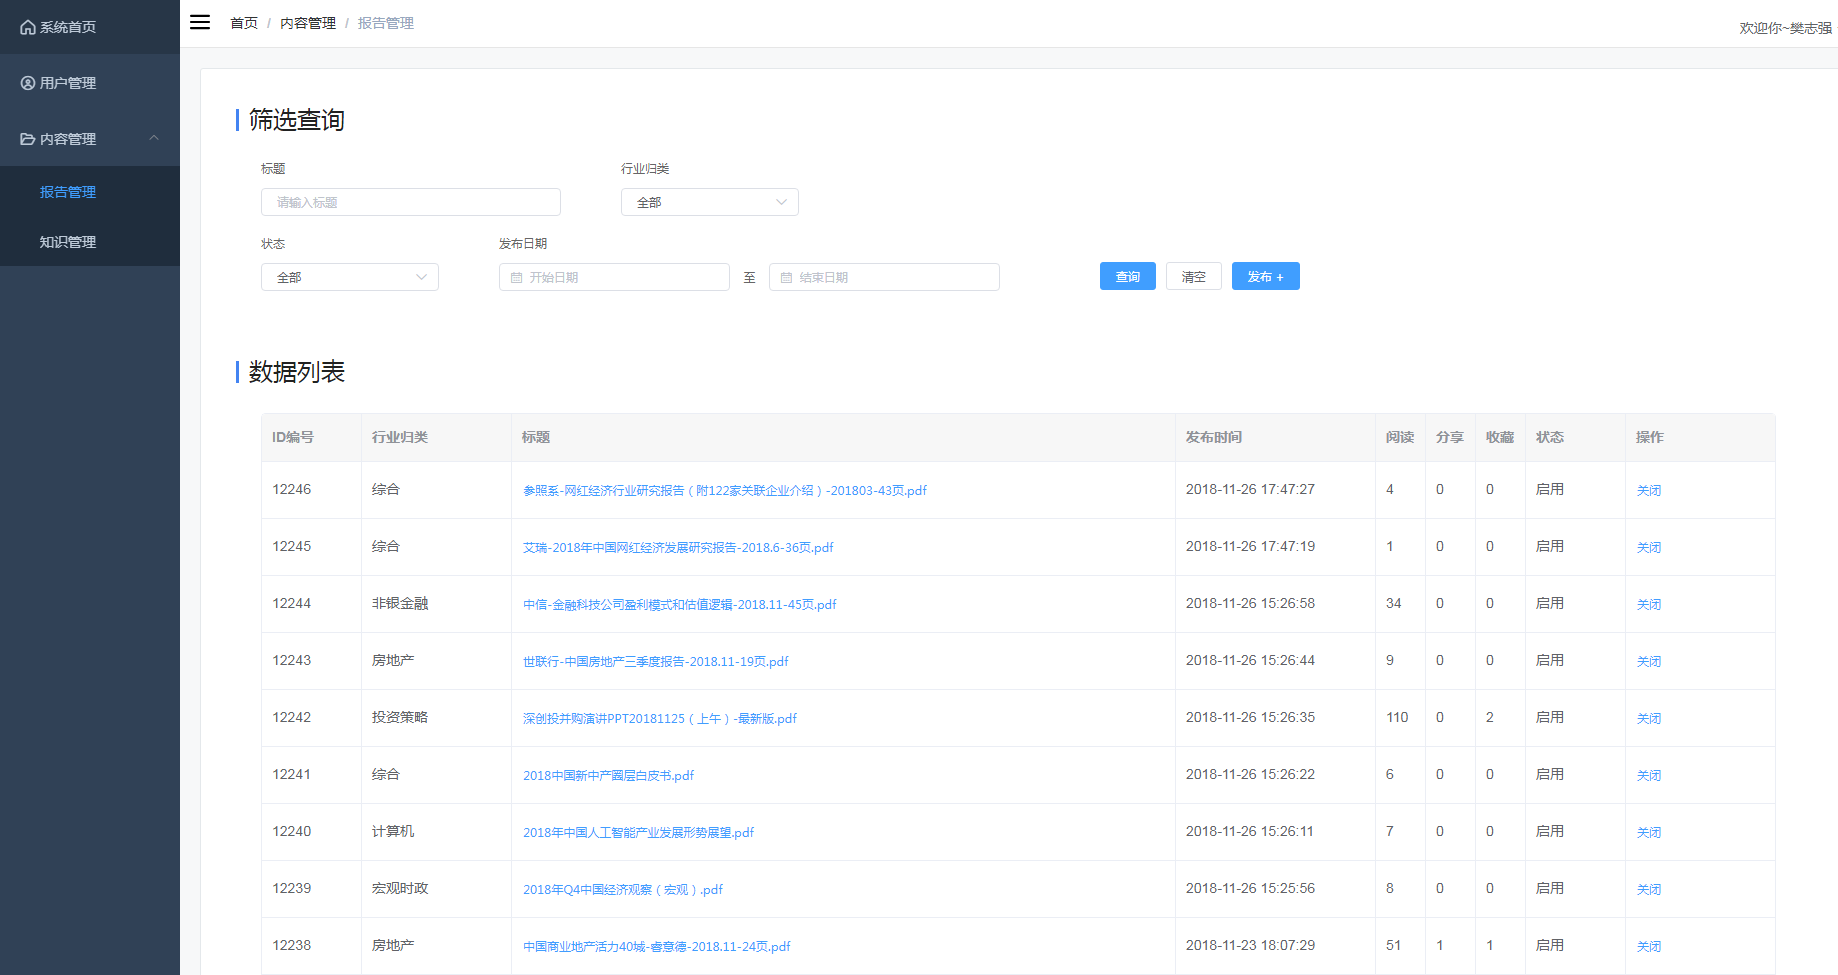 系统首页
用户管理
内容管理
报告管理
知识管理
首页 / 内容管理 / 报告管理
欢迎你~樊志强
筛选查询
标题 行业归类
请输入标题 全部
状态 发布日期
全部 开始日期 至 结束日期 查询 清空 发布 +
数据列表
ID编号 行业归类 标题 发布时间 阅读 分享 收藏 状态 操作
12246 综合 参照系-网红经济行业研究报告（附122家关联企业介绍）-201803-43页.pdf 2018-11-26 17:47:27 4 0 0 启用 关闭
12245 综合 艾瑞-2018年中国网红经济发展研究报告-2018.6-36页.pdf 2018-11-26 17:47:19 1 0 0 启用 关闭
12244 非银金融 中信-金融科技公司盈利模式和估值逻辑-2018.11-45页.pdf 2018-11-26 15:26:58 34 0 0 启用 关闭
12243 房地产 世联行-中国房地产三季度报告-2018.11-19页.pdf 2018-11-26 15:26:44 9 0 0 启用 关闭
12242 投资策略 深创投并购演讲PPT20181125（上午）-最新版.pdf 2018-11-26 15:26:35 110 0 2 启用 关闭
12241 综合 2018中国新中产圈层白皮书.pdf 2018-11-26 15:26:22 6 0 0 启用 关闭
12240 计算机 2018年中国人工智能产业发展形势展望.pdf 2018-11-26 15:26:11 7 0 0 启用 关闭
12239 宏观时政 2018年Q4中国经济观察（宏观）.pdf 2018-11-26 15:25:56 8 0 0 启用 关闭
12238 房地产 中国商业地产活力40城-睿意德-2018.11-24页.pdf 2018-11-23 18:07:29 51 1 1 启用 关闭